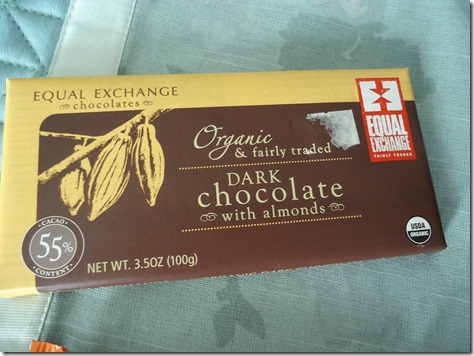 EQUAL EXCHANGE
chocolates
Organic
& fairly traded
DARK
chocolate
with almonds
EQUAL
EXCHANGE
FAIRLY TRADED
CACAO
55%
CONTENT
NET WT. 3.5OZ (100g)
USDA
ORGANIC